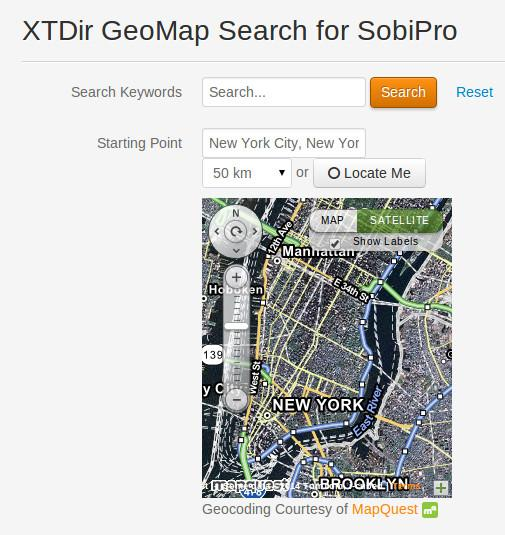 XTDir GeoMap Search for SobiPro
Search Keywords Search... Search Reset
Starting Point New York City, New Yor
50 km or Locate Me
N
MAP SATELLITE
Show Labels
12th Ave
Manhattan
E 34th St
Hoboken
139
West St
NEW YORK
East River
BROOKLYN
Terms
478
Geocoding Courtesy of MapQuest